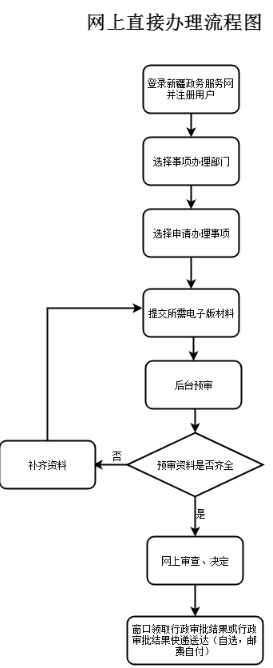 网上直接办理流程图
登录新疆政务服务网
并注册用户
选择事项办理部门
选择申请办理事项
提交所需电子版材料
后台预审
预审资料是否齐全
否
补齐资料
是
网上审查、决定
窗口领取行政审批结果或行政
审批结果快递送达（自选，邮
费自付）